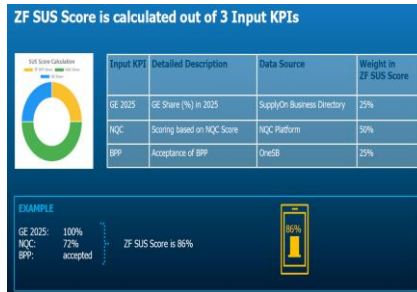 ZF SUS Score is calculated out of 3 Input KPIs
SUS Score Calculation
Input KPI Detailed Description Data Source Weight in ZF SUS Score
GE 2025 GE Share (%) in 2025 SupplyOn Business Directory 25%
NQC Scoring based on NQC Score NQC Platform 50%
BPP Acceptance of BPP OneSB 25%
EXAMPLE
GE 2025: 100%
NQC: 72%
BPP: accepted
ZF SUS Score is 86%
86%